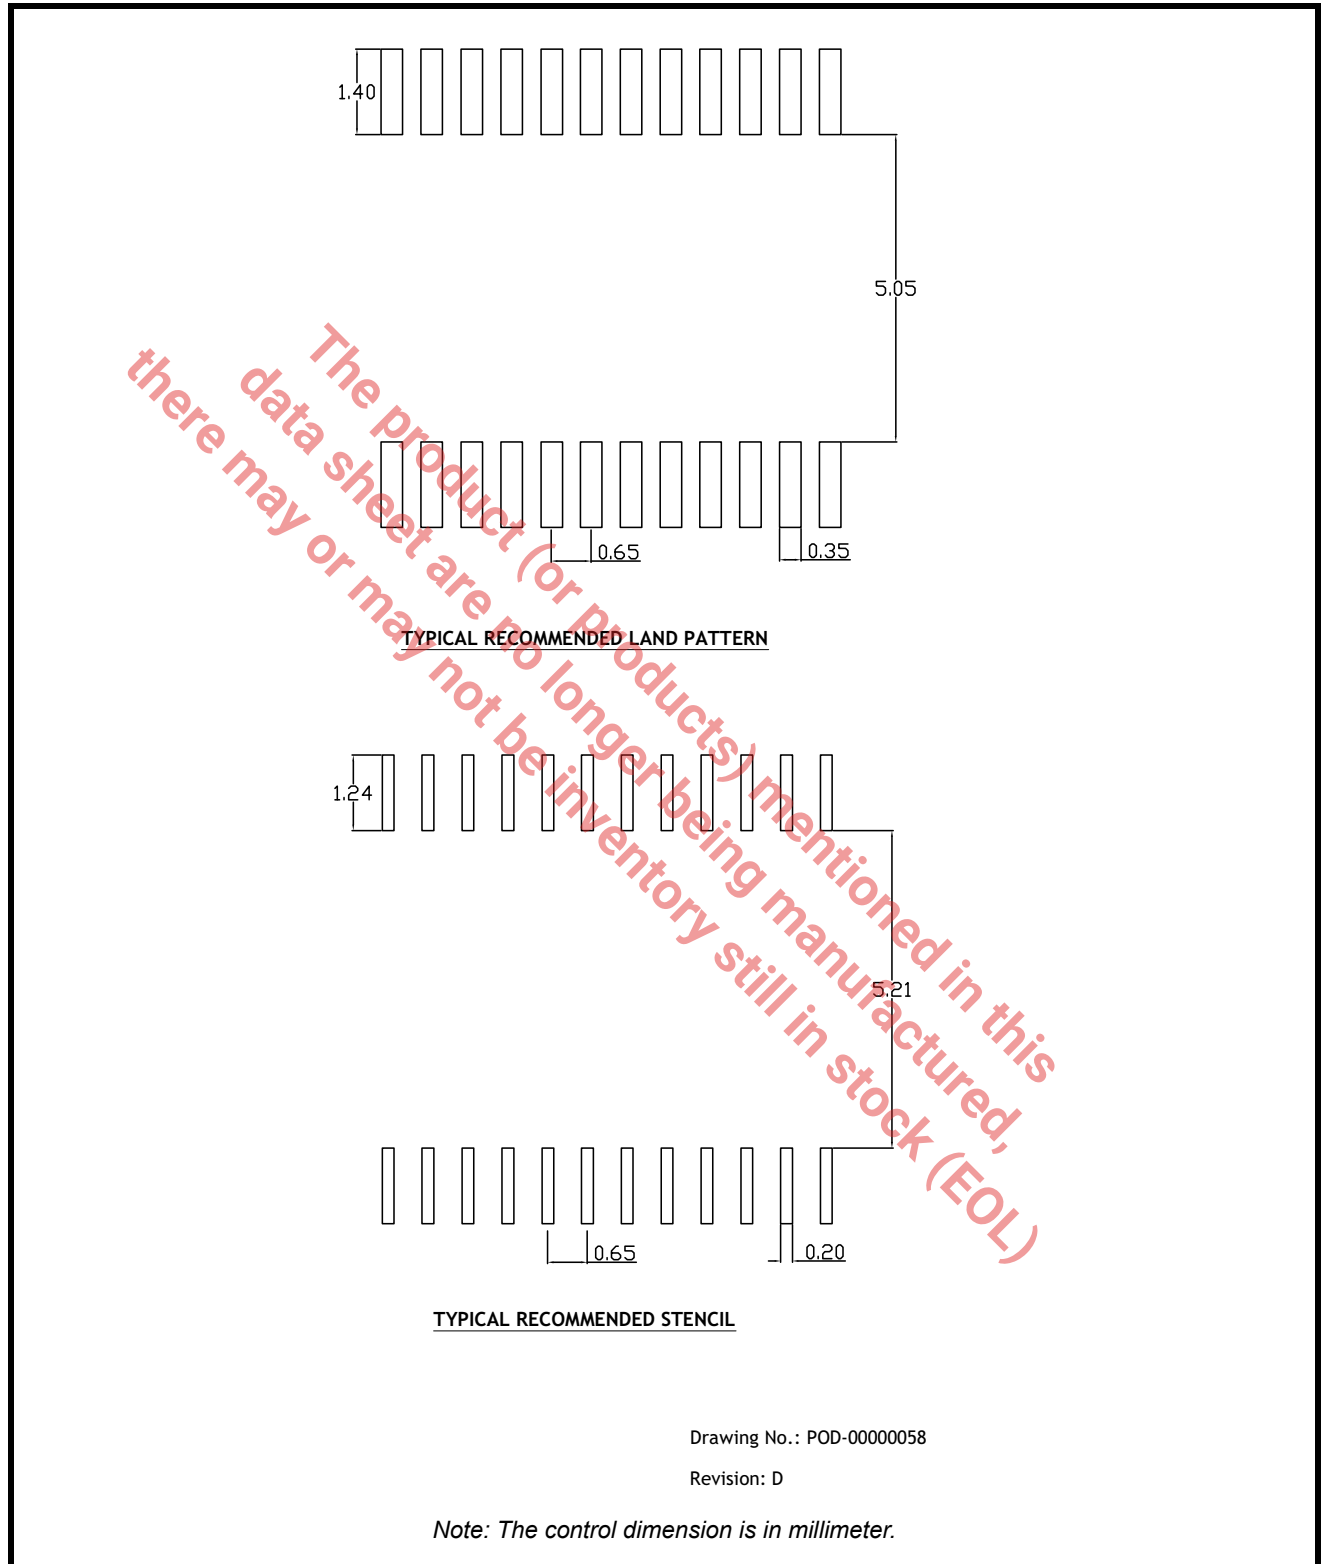 1.40
5.05
0.65
0.35
TYPICAL RECOMMENDED LAND PATTERN
1.24
5.21
0.65
0.20
TYPICAL RECOMMENDED STENCIL
The product (or products) mentioned in this
data sheet are no longer being manufactured,
there may or may not be inventory still in stock (EOL)
Drawing No.: POD-00000058
Revision: D
Note: The control dimension is in millimeter.